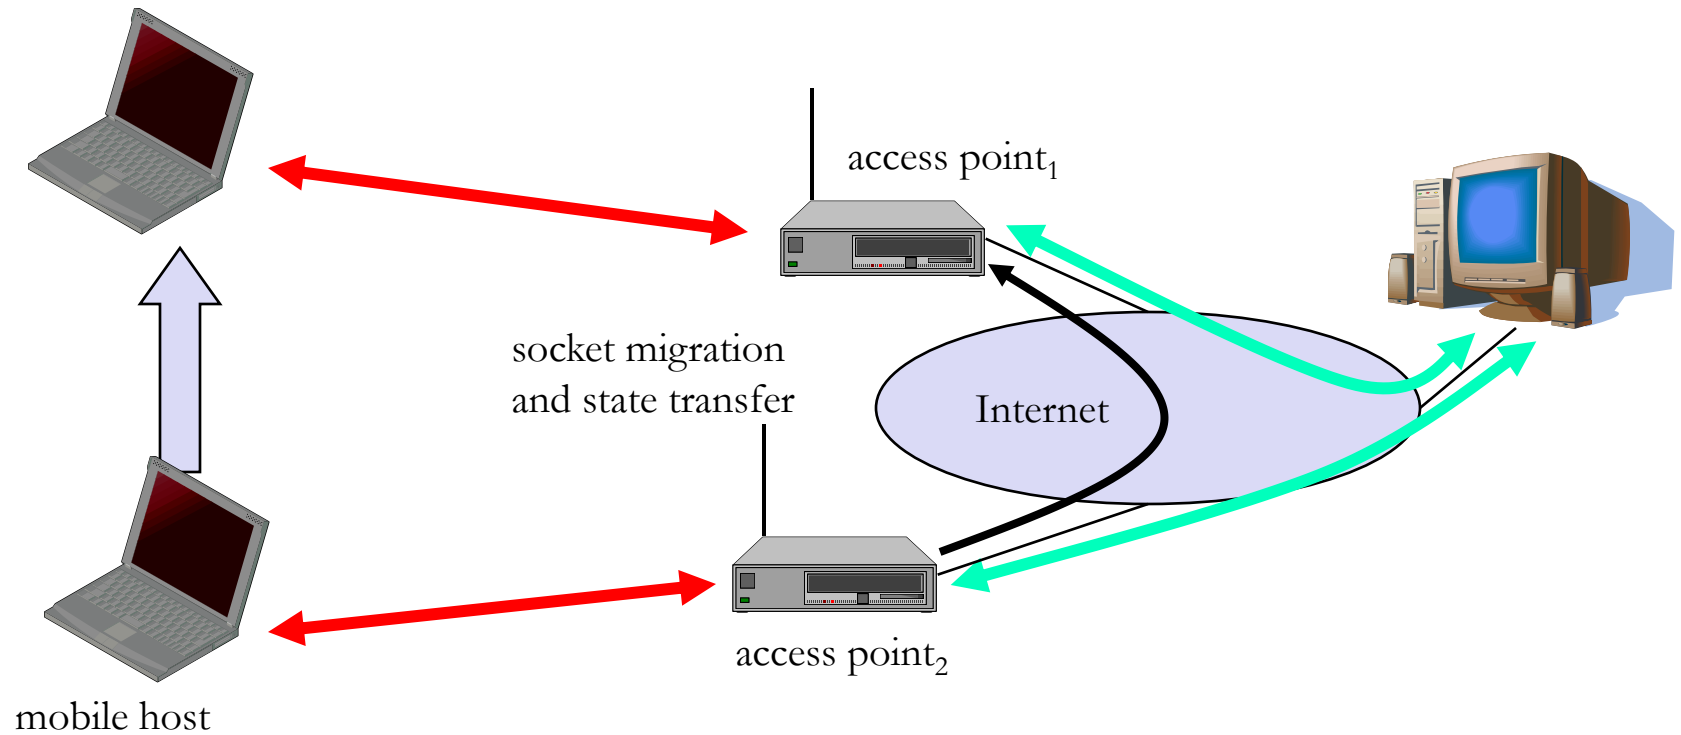 access point₁
socket migration
and state transfer
Internet
access point₂
mobile host